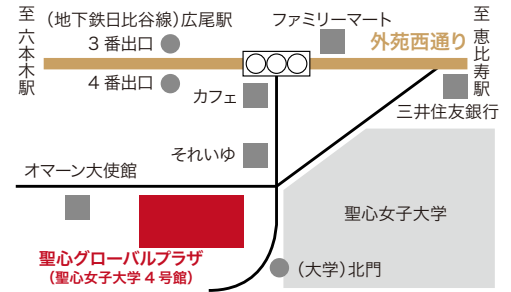 至 六本木駅
(地下鉄日比谷線)広尾駅
3番出口
4番出口
ファミリーマート
外苑西通り
至 恵比寿駅
カフェ
三井住友銀行
それいゆ
オマーン大使館
聖心女子大学
聖心グローバルプラザ
(聖心女子大学4号館)
(大学)北門